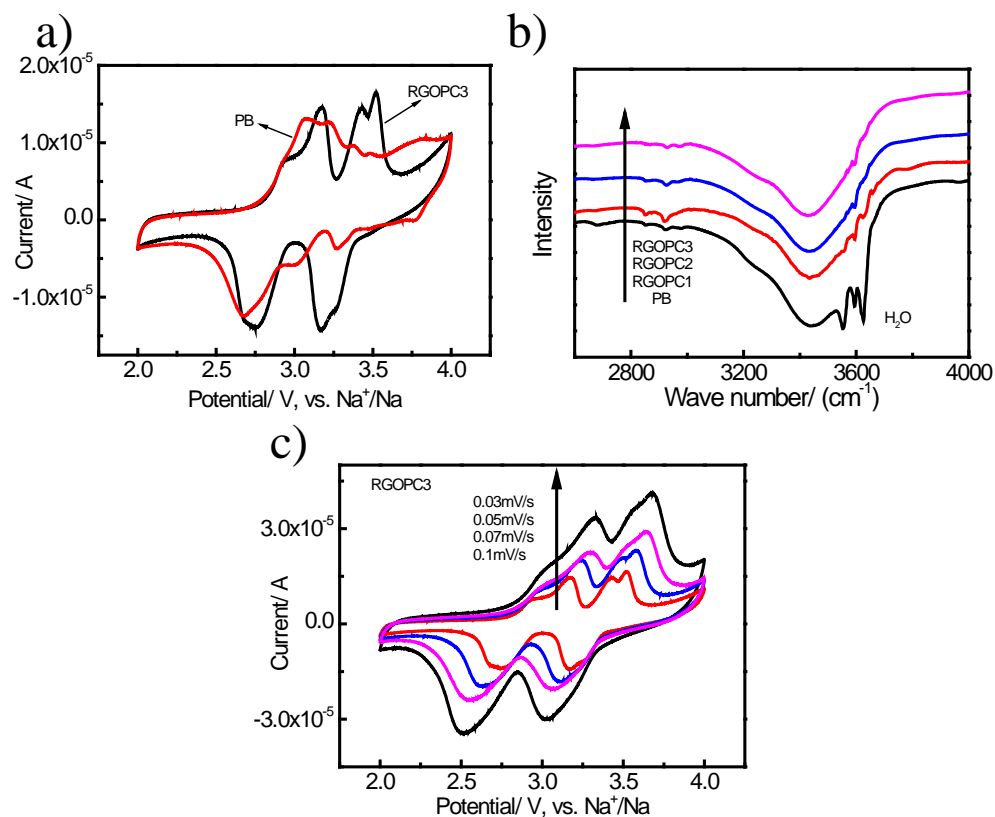 a)
2.0x10⁻⁵
1.0x10⁻⁵
0.0
-1.0x10⁻⁵
Current/ A
PB
RGOPC3
2.0 2.5 3.0 3.5 4.0
Potential/ V, vs. Na⁺/Na
b)
Intensity
RGOPC3
RGOPC2
RGOPC1
PB
H₂O
2800 3200 3600 4000
Wave number/ (cm⁻¹)
c)
RGOPC3
0.03mV/s
0.05mV/s
0.07mV/s
0.1mV/s
3.0x10⁻⁵
0.0
-3.0x10⁻⁵
Current/ A
2.0 2.5 3.0 3.5 4.0
Potential/ V, vs. Na⁺/Na